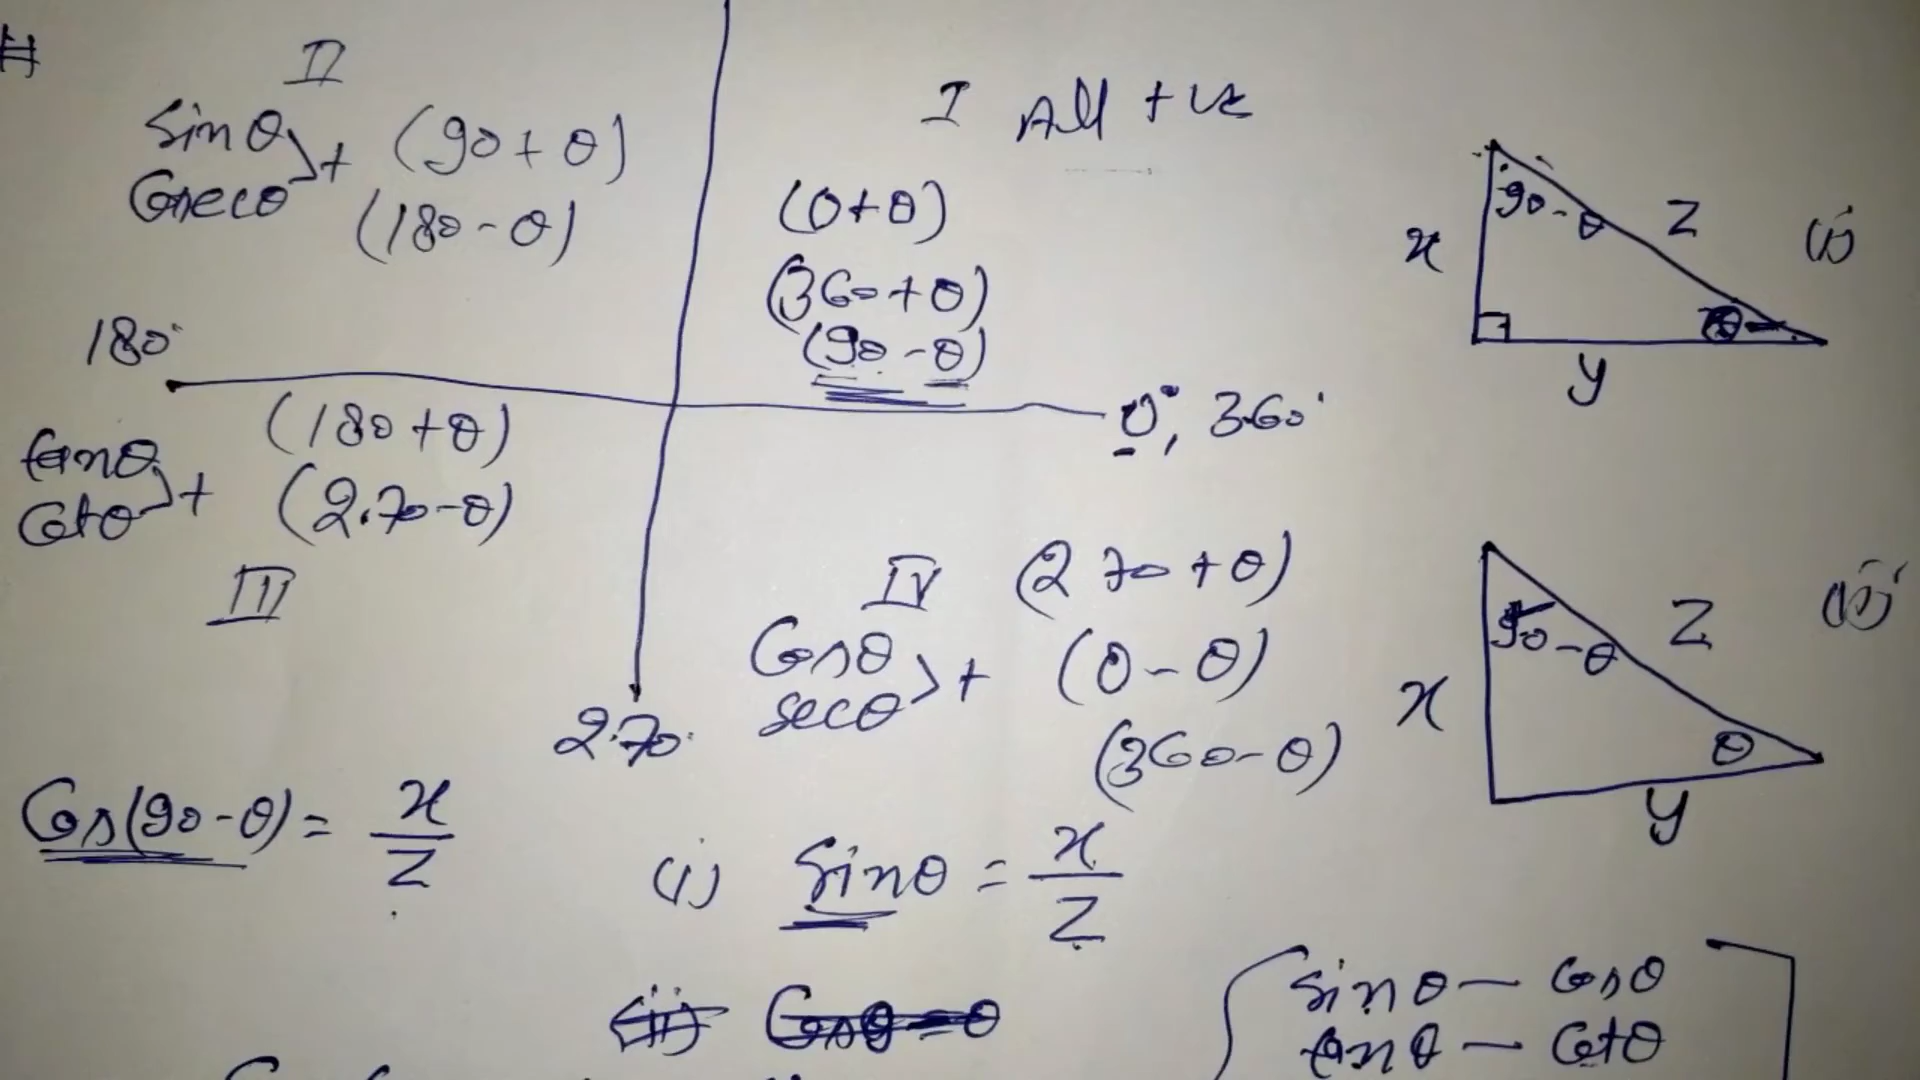 II
I All +ve
sinθ
cosecθ > +
(90+θ)
(180-θ)
(0+θ)
(360+θ)
(90-θ)
180°
0°, 360°
tanθ
cotθ > +
(180+θ)
(270-θ)
III
270
IV
cosθ
secθ > +
(270+θ)
(0-θ)
(360-θ)
90-θ
x
z
y
θ
(i)
90-θ
x
z
y
θ
(ii)
Cos(90-θ) = x/z
(i) sinθ = x/z
sinθ — cosθ
tanθ — cotθ